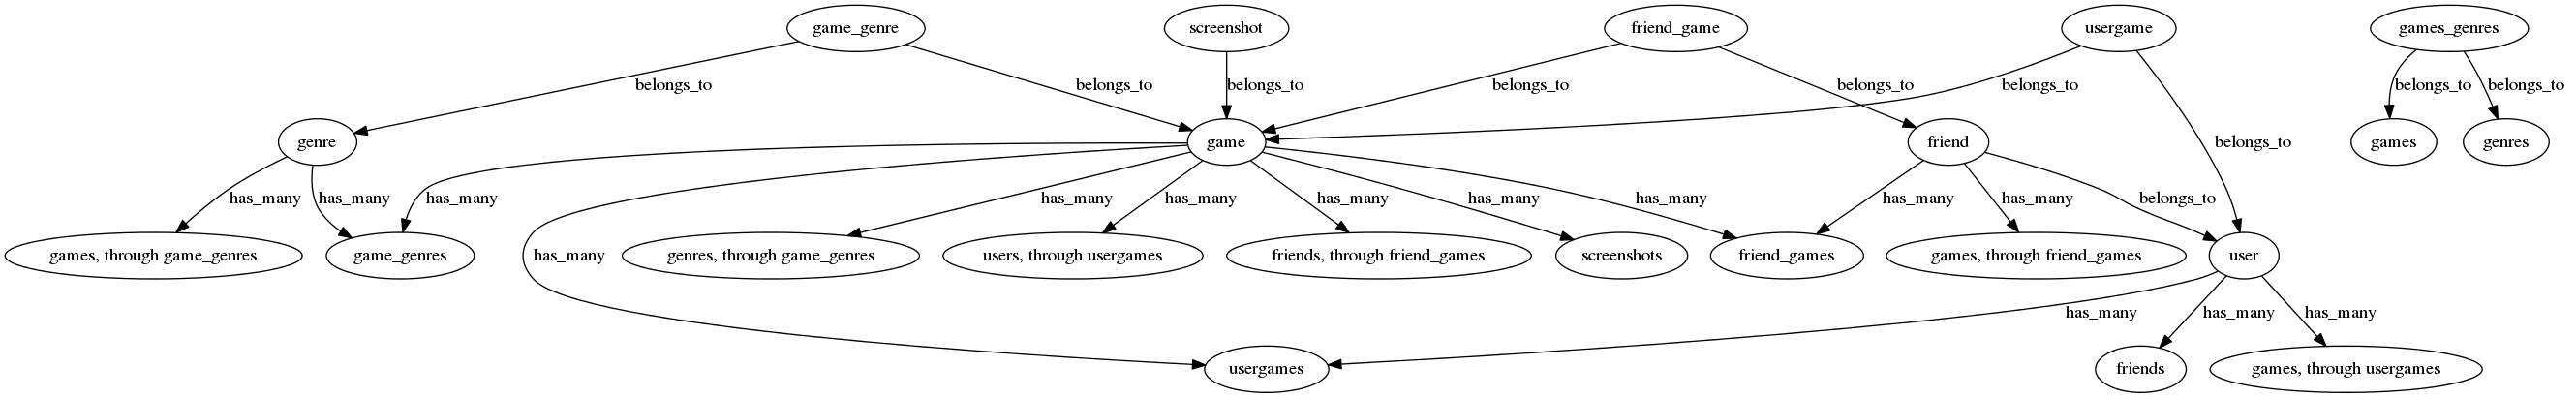 game_genre
screenshot
friend_game
usergame
games_genres
belongs_to
belongs_to
belongs_to
belongs_to
belongs_to
belongs_to
belongs_to
belongs_to
genre
game
friend
belongs_to
games
genres
has_many
has_many
has_many
has_many
has_many
has_many
has_many
has_many
has_many
has_many
belongs_to
games, through game_genres
game_genres
has_many
genres, through game_genres
users, through usergames
friends, through friend_games
screenshots
friend_games
games, through friend_games
user
has_many
has_many
has_many
usergames
friends
games, through usergames